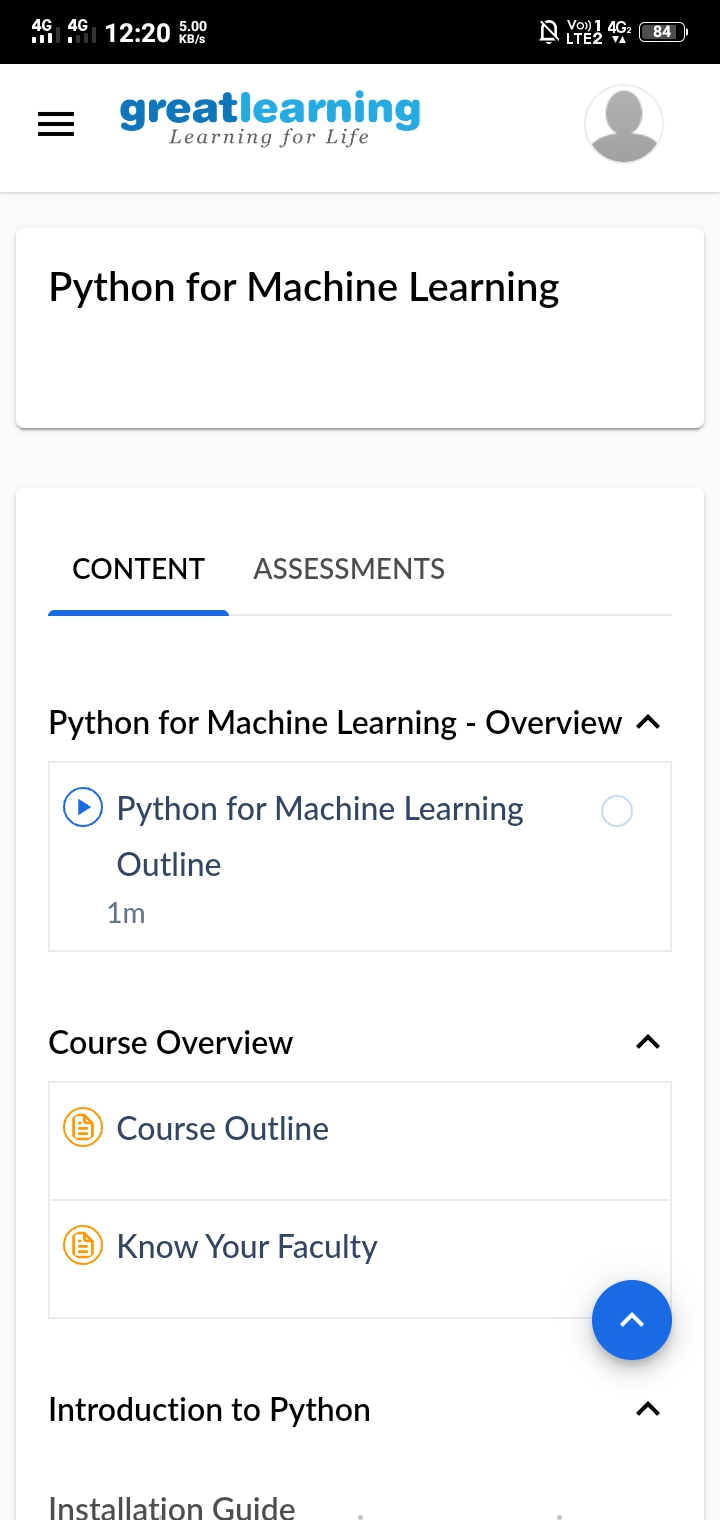 4G 4G 12:20 5.00 KB/s Vo)) 1 LTE2 4G2 84
greatlearning
Learning for Life
Python for Machine Learning
CONTENT ASSESSMENTS
Python for Machine Learning - Overview
Python for Machine Learning
Outline
1m
Course Overview
Course Outline
Know Your Faculty
Introduction to Python
Installation Guide